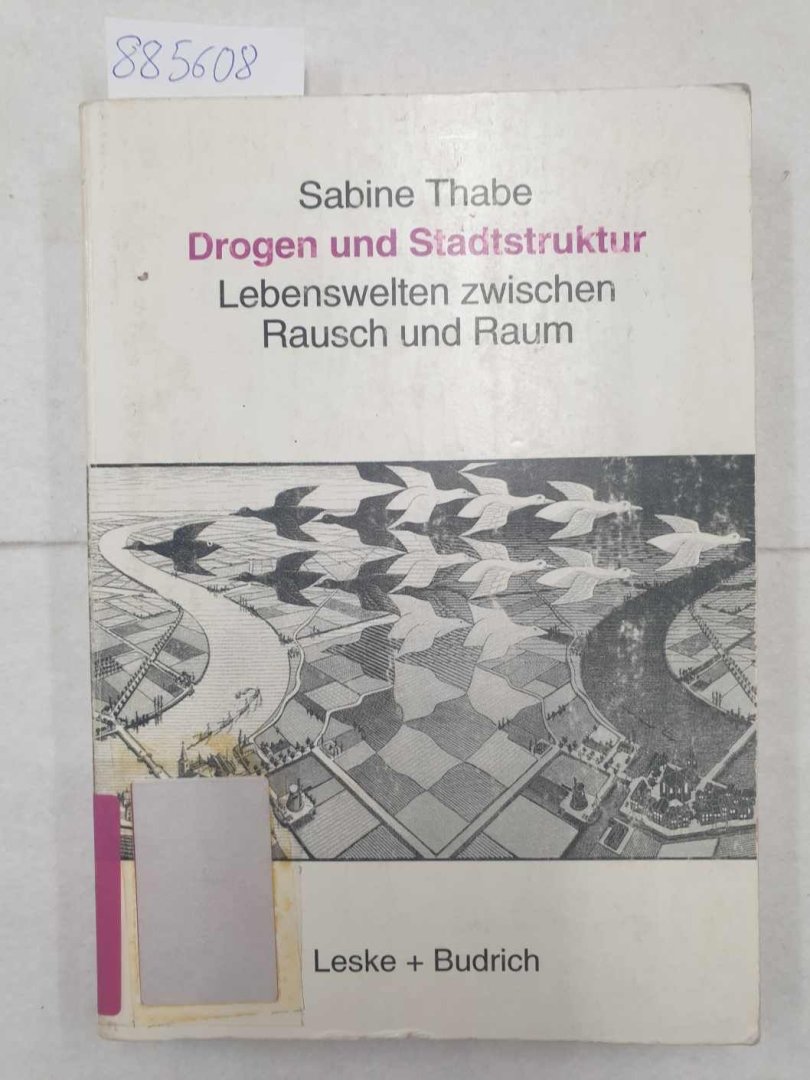 885608
Sabine Thabe
Drogen und Stadtstruktur
Lebenswelten zwischen
Rausch und Raum
Leske + Budrich